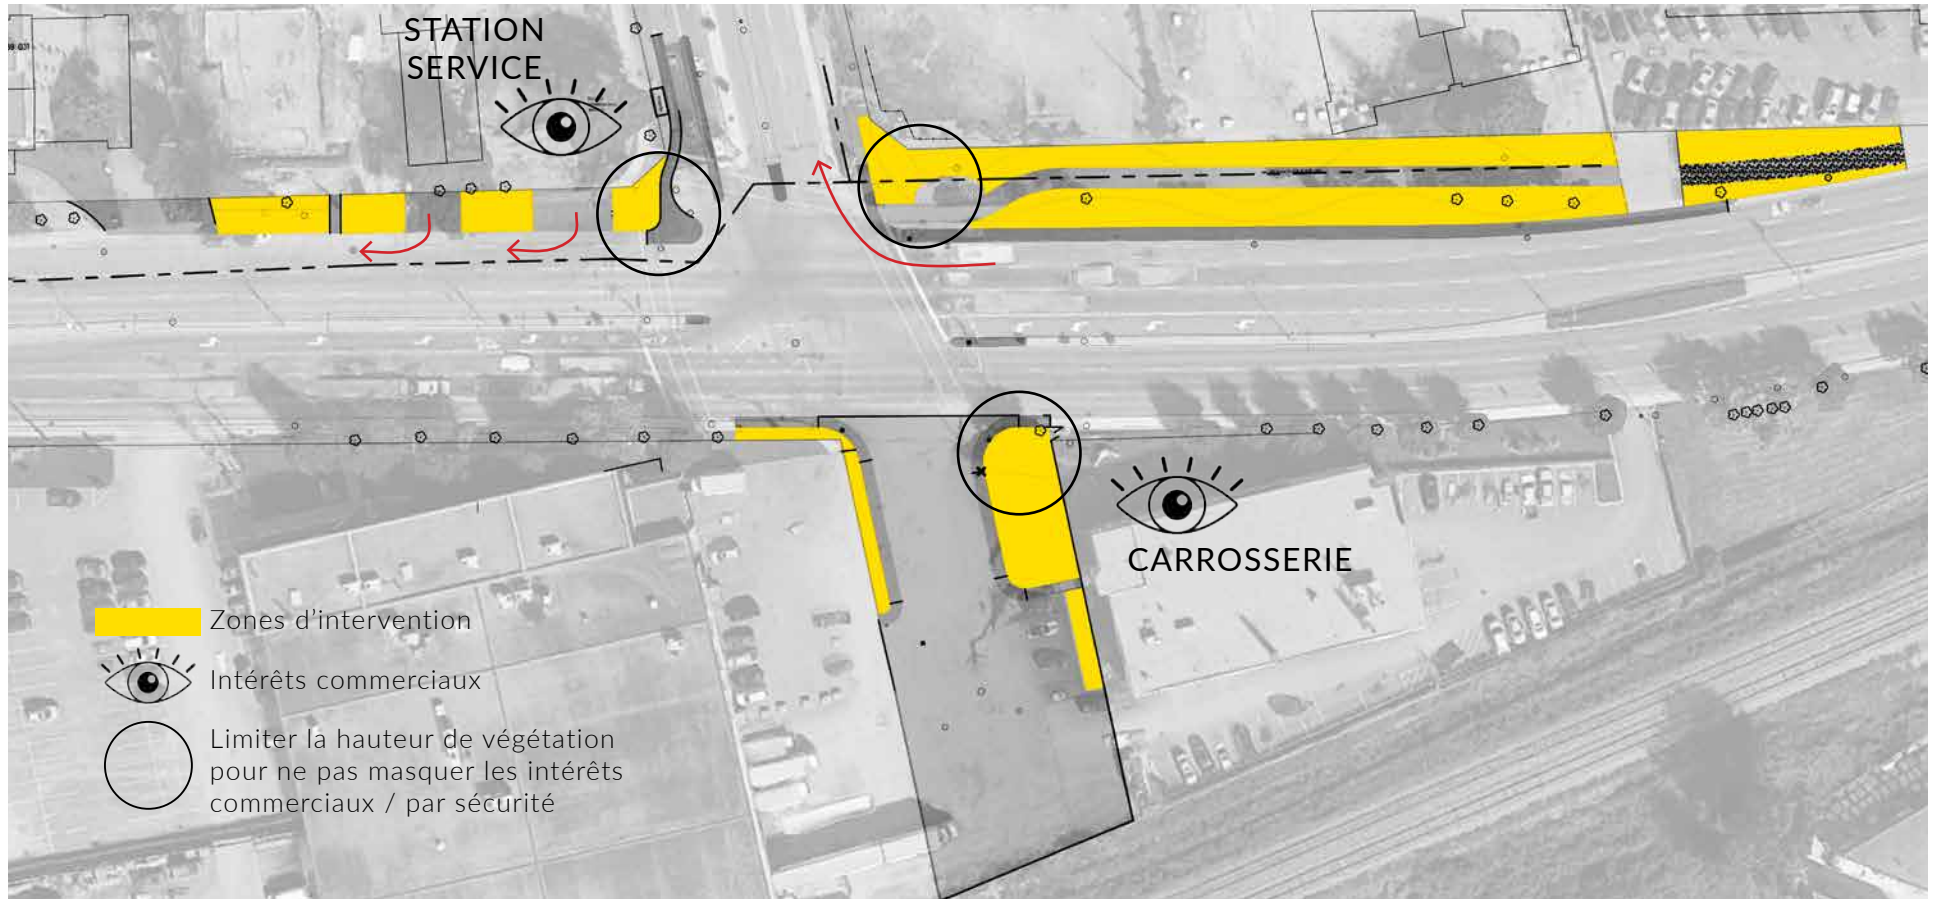 STATION
SERVICE
CARROSSERIE
Zones d'intervention
Intérêts commerciaux
Limiter la hauteur de végétation
pour ne pas masquer les intérêts
commerciaux / par sécurité